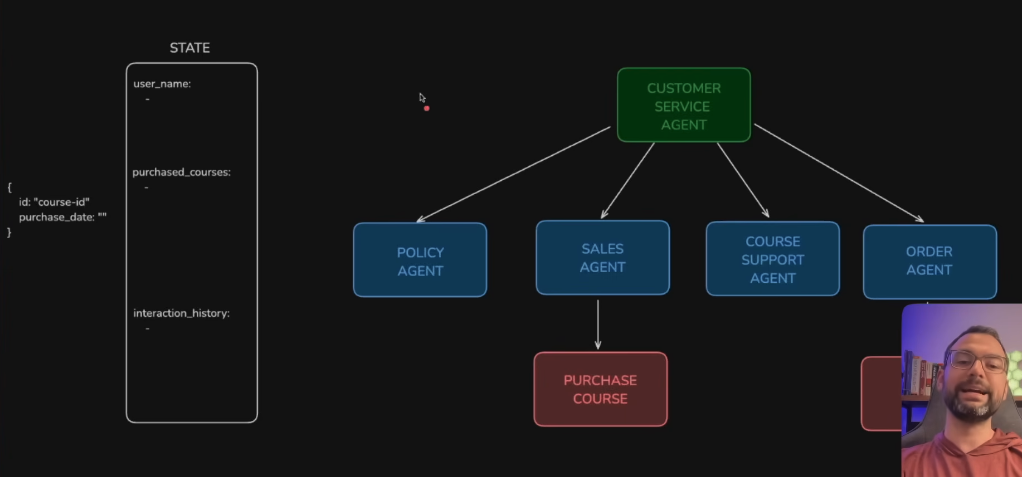 STATE
user_name:
-
purchased_courses:
-
{
id: "course-id"
purchase_date: ""
}
interaction_history:
-
CUSTOMER
SERVICE
AGENT
POLICY
AGENT
SALES
AGENT
COURSE
SUPPORT
AGENT
ORDER
AGENT
PURCHASE
COURSE